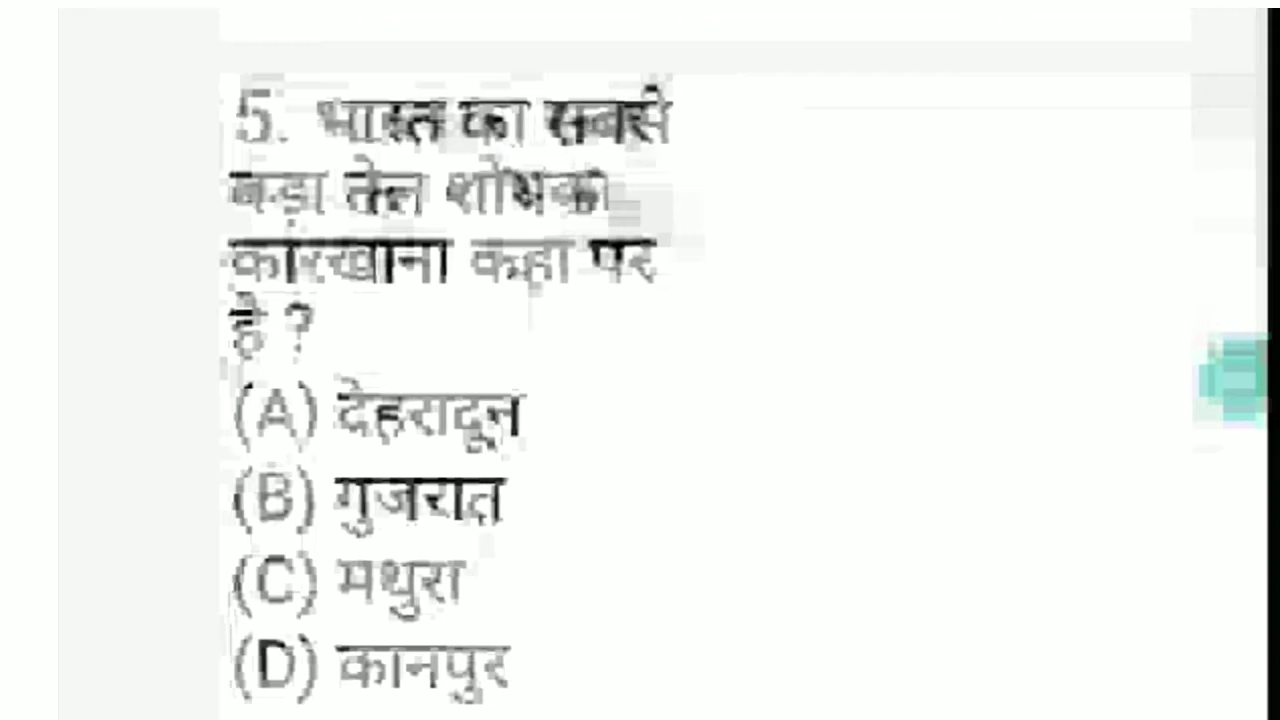 5. भारत का सबसे
बड़ा तेल शोधक
कारखाना कहा पर
है ?
(A) देहरादून
(B) गुजरात
(C) मथुरा
(D) कानपुर